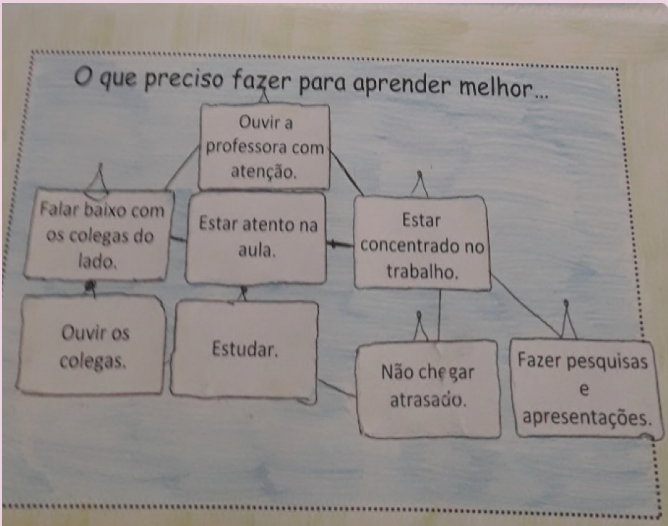 O que preciso fazer para aprender melhor...
Ouvir a
professora com
atenção.
Falar baixo com
os colegas do
lado.
Estar atento na
aula.
Estar
concentrado no
trabalho.
Ouvir os
colegas.
Estudar.
Não chegar
atrasado.
Fazer pesquisas
e
apresentações.